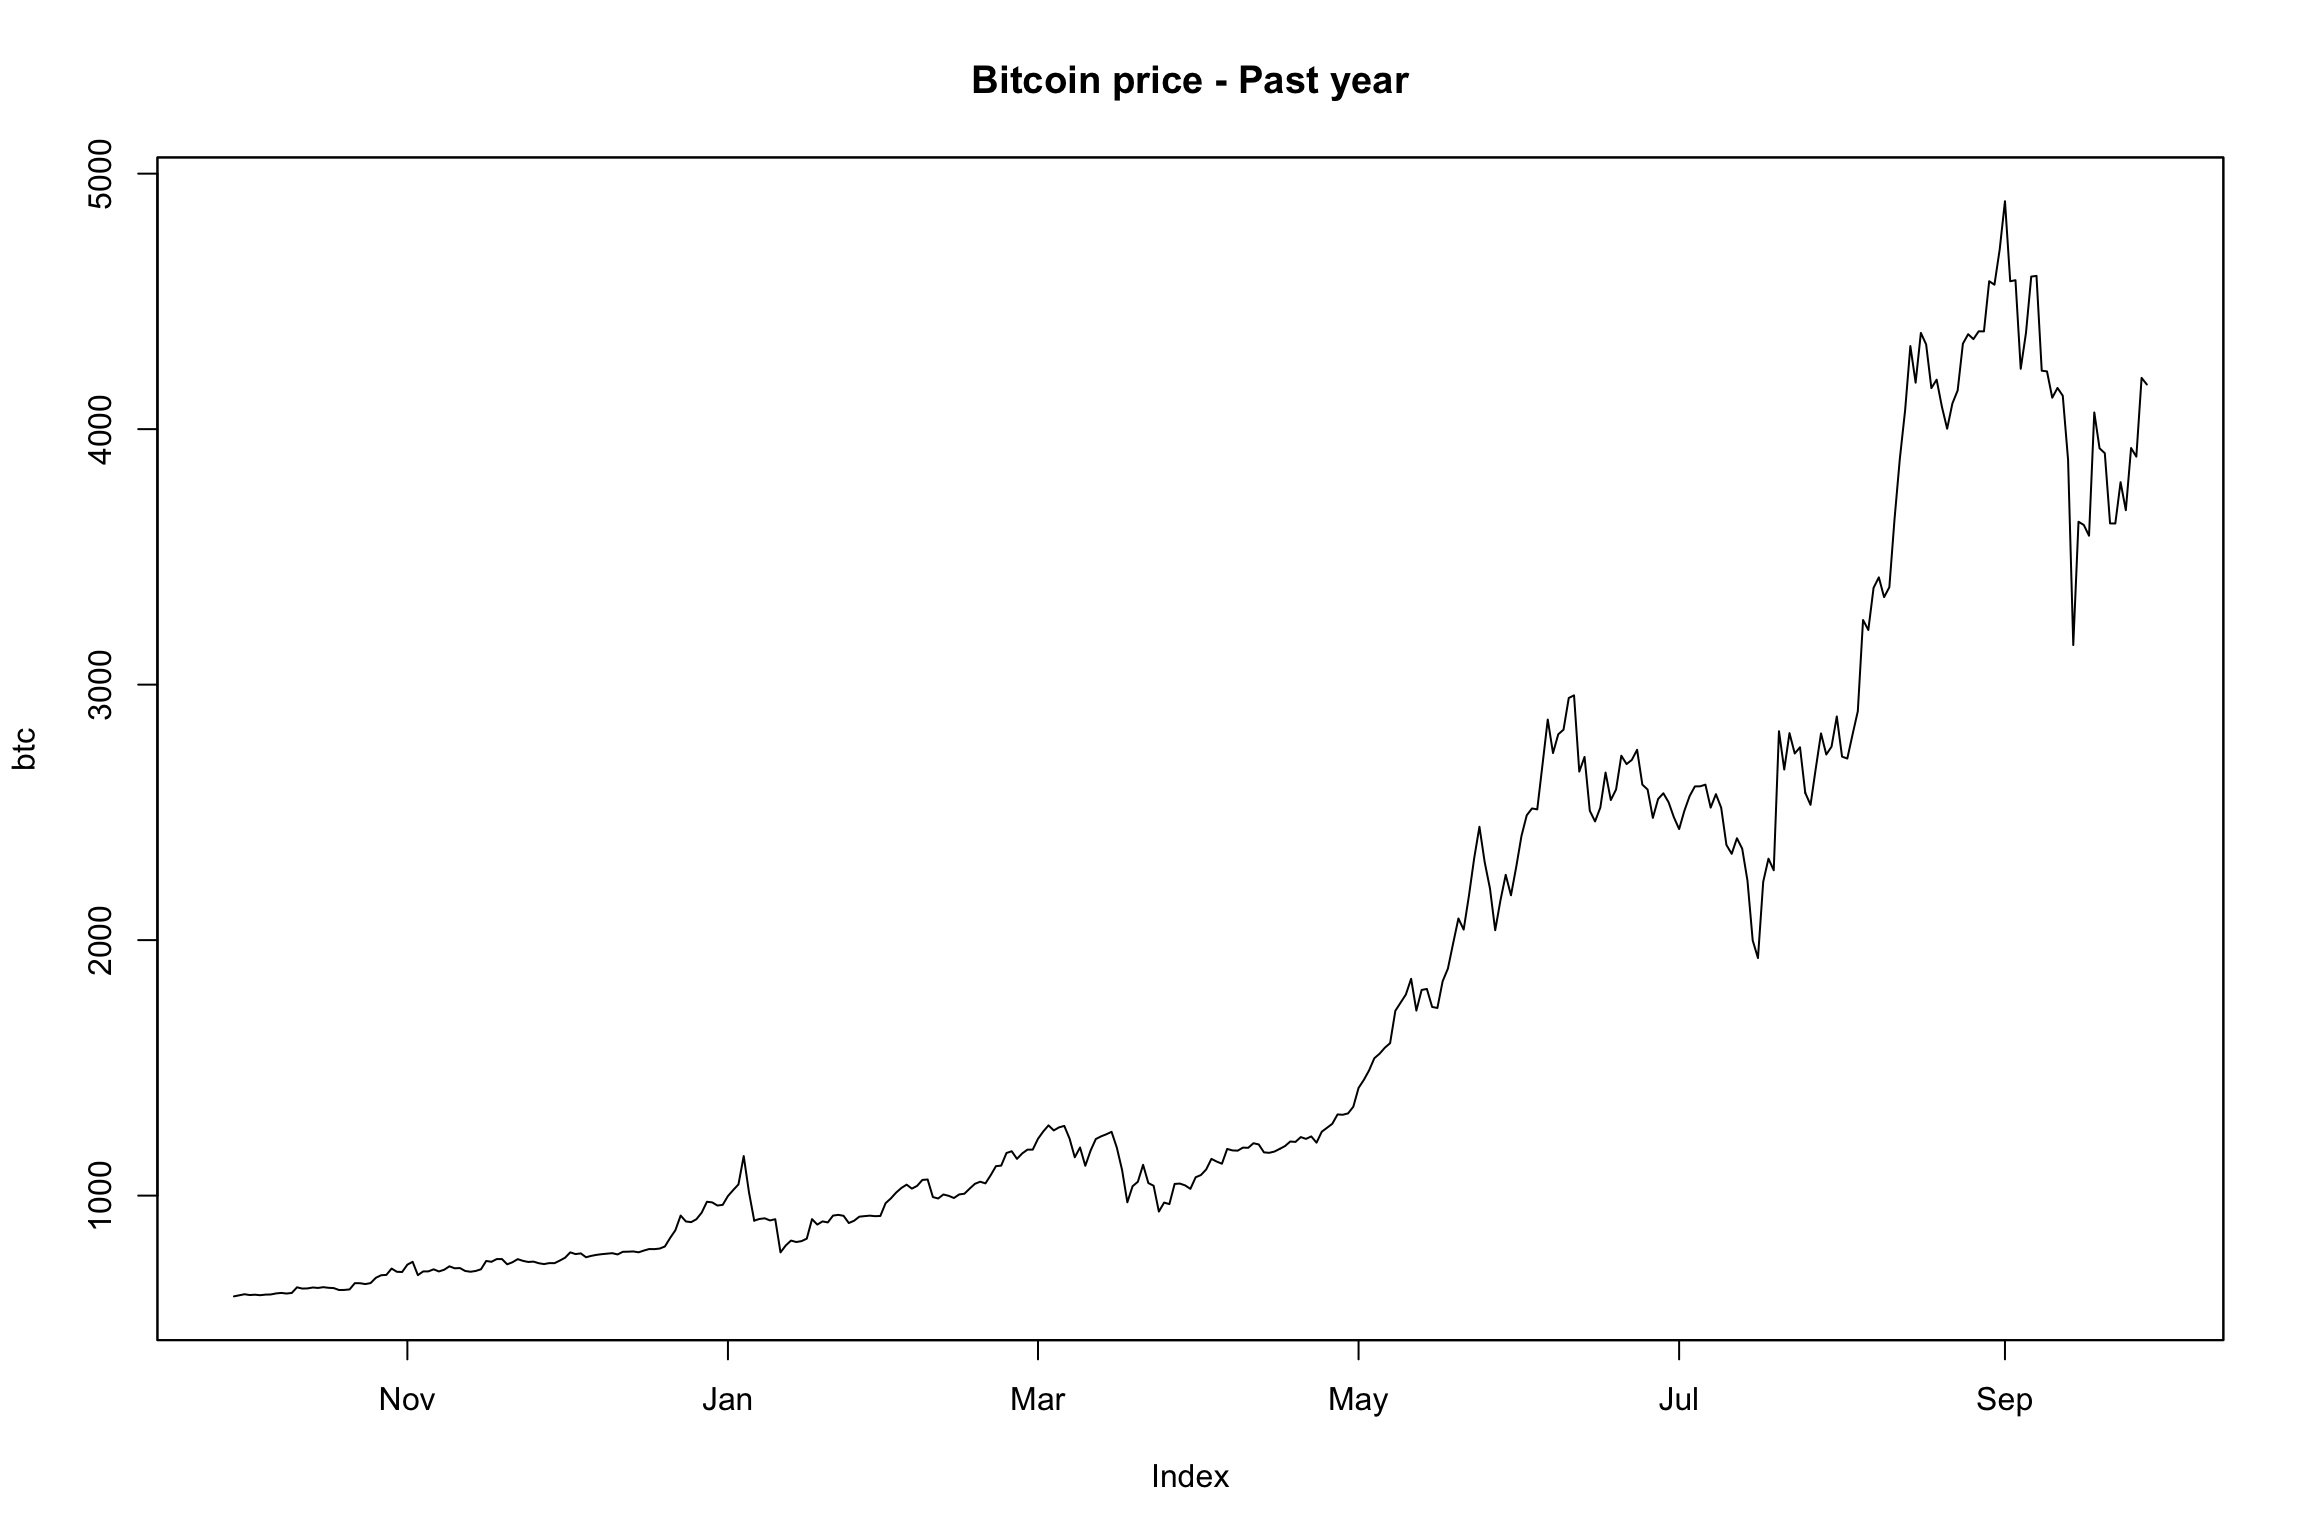 Bitcoin price - Past year
5000
4000
3000
2000
1000
btc
Nov Jan Mar May Jul Sep
Index